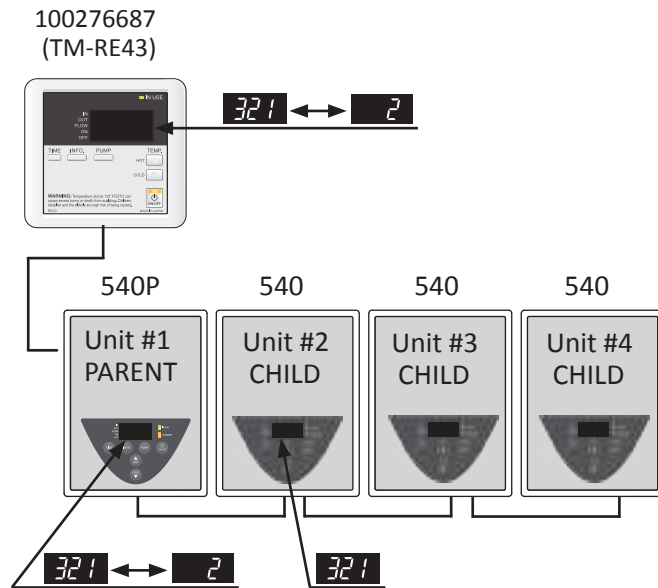 100276687
(TM-RE43)
IN USE
321 2
IN
OUT
FLOW
ON
OFF
TIME INFO. PUMP TEMP.
HOT
COLD
WARNING
ON/OFF
RE43
540P 540 540 540
Unit #1 Unit #2 Unit #3 Unit #4
PARENT CHILD CHILD CHILD
321 2 321